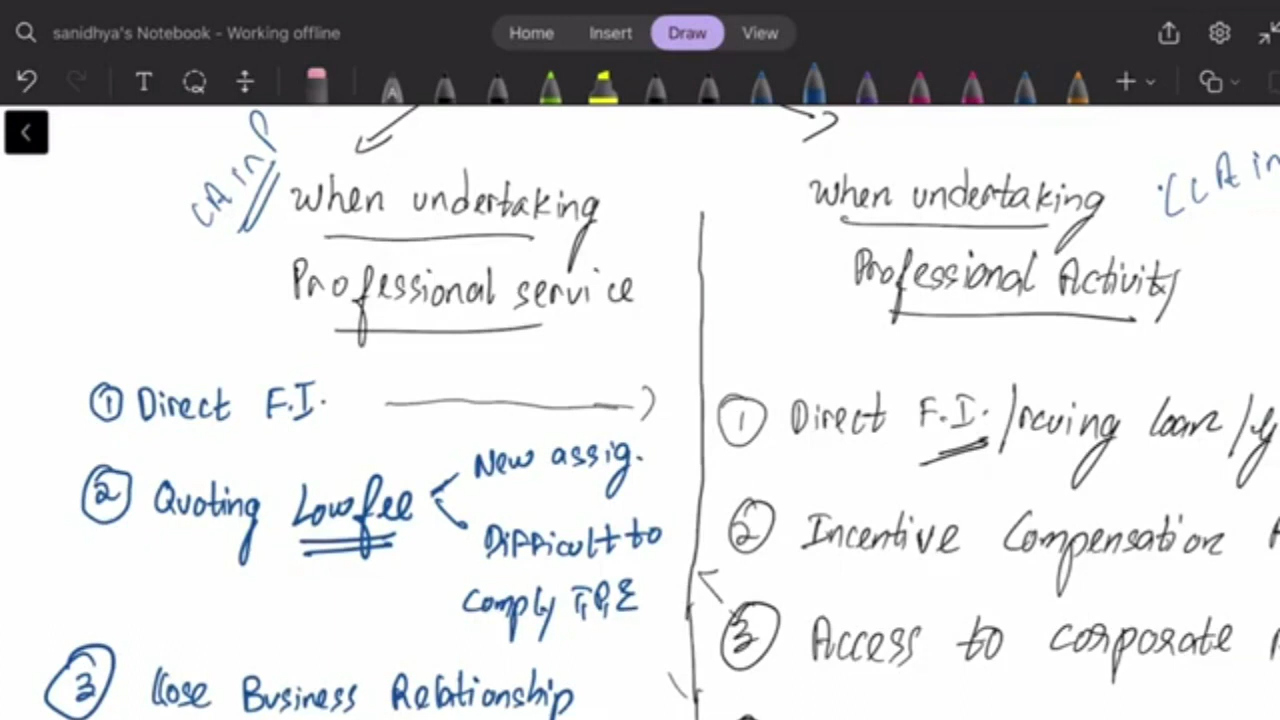 sanidhya's Notebook - Working offline
Home Insert Draw View
CA in P
When undertaking
Professional service
① Direct F.I.
② Quoting Low fee
New assig.
Difficult to
comply T,P,E
③ Close Business Relationship
When undertaking
Professional Activity
CA in
① Direct F.I. / loan /
② Incentive Compensation
③ Access to corporate